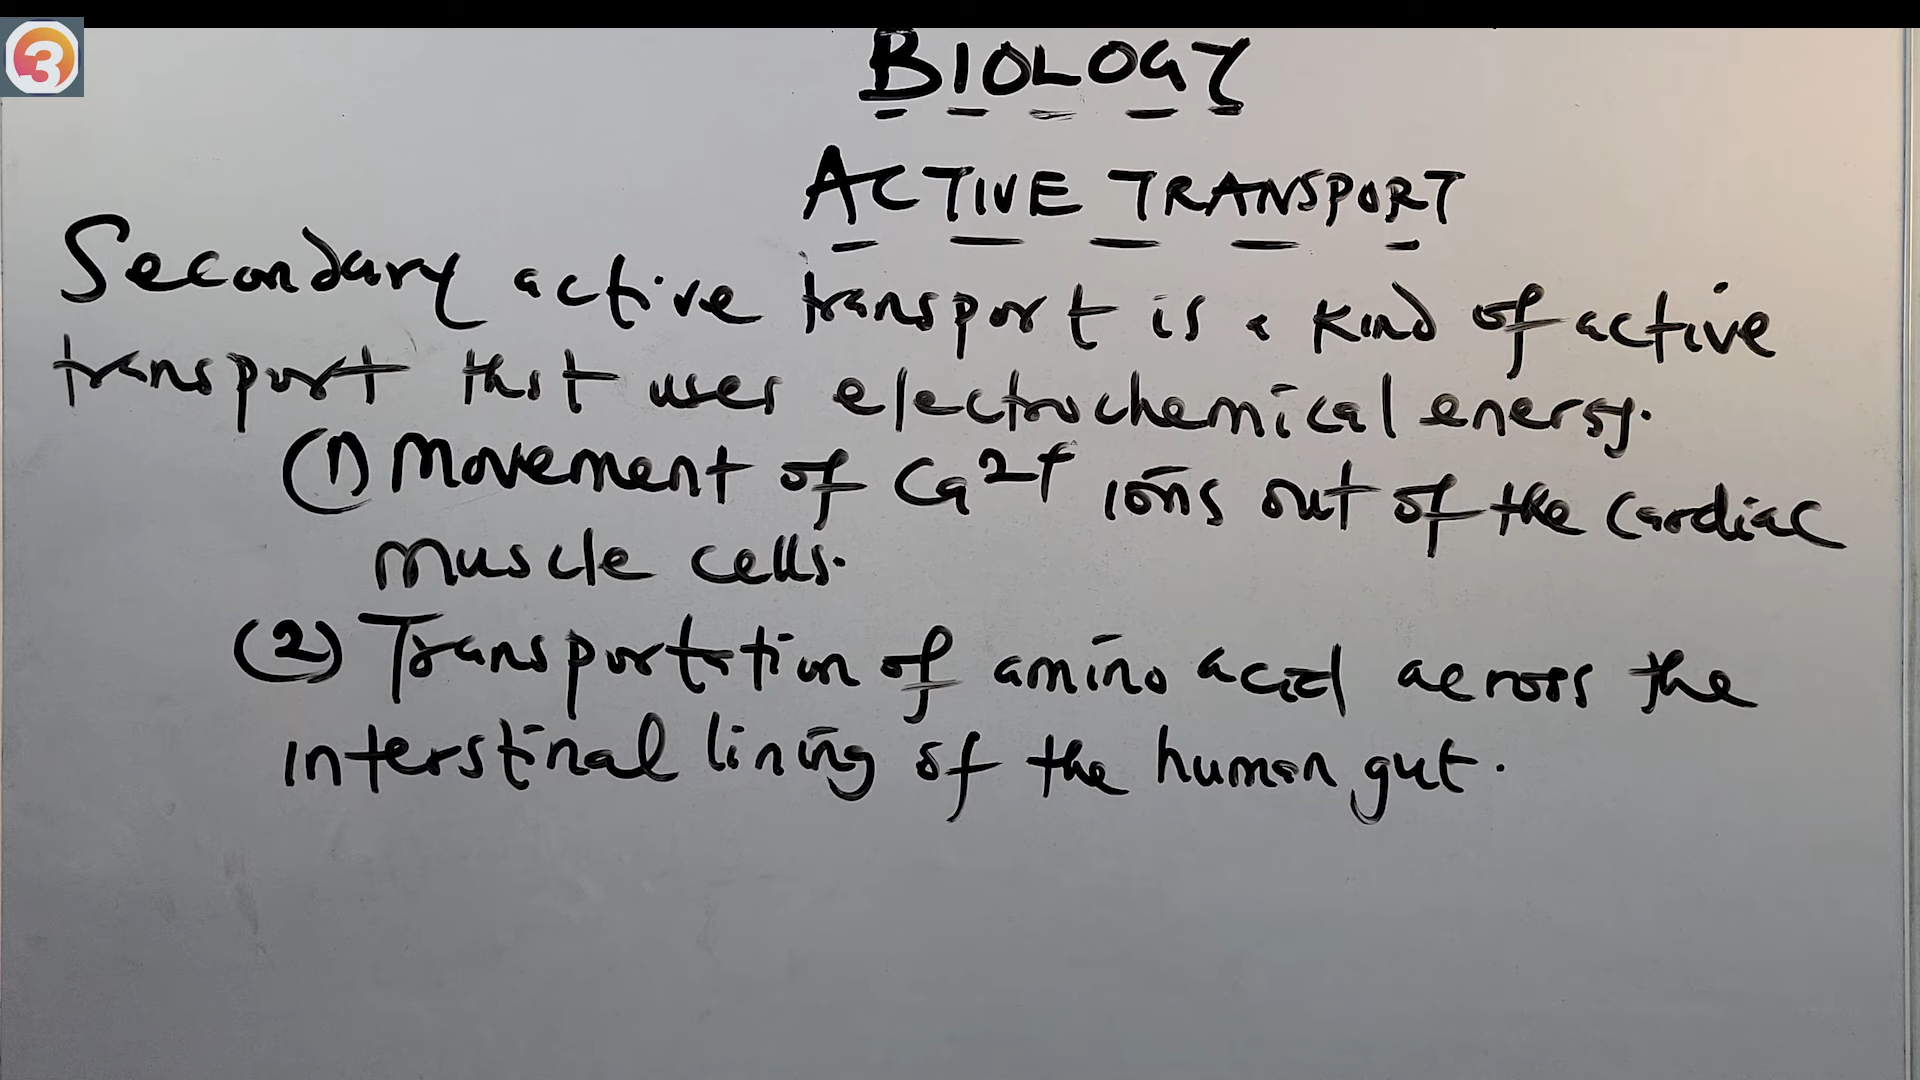 3
BIOLOGY
ACTIVE TRANSPORT
Secondary active transport is a kind of active
transport that uses electrochemical energy.
(1) Movement of Ca2+ ions out of the cardiac
muscle cells.
(2) Transportation of amino acid across the
interstinal lining of the human gut.